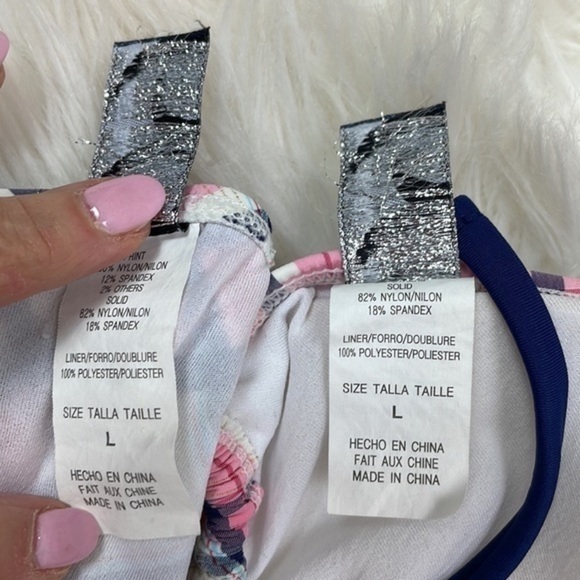 PRINT
NYLON/NILON
12% SPANDEX
2% OTHERS
SOLID
82% NYLON/NILON
18% SPANDEX
LINER/FORRO/DOUBLURE
100% POLYESTER/POLIESTER
SIZE TALLA TAILLE
L
HECHO EN CHINA
FAIT AUX CHINE
MADE IN CHINA
SOLID
82% NYLON/NILON
18% SPANDEX
LINER/FORRO/DOUBLURE
100% POLYESTER/POLIESTER
SIZE TALLA TAILLE
L
HECHO EN CHINA
FAIT AUX CHINE
MADE IN CHINA